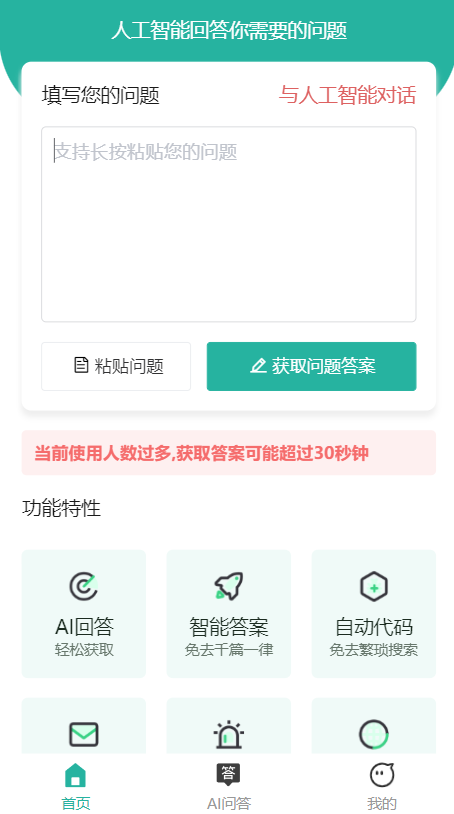 人工智能回答你需要的问题
填写您的问题 与人工智能对话
支持长按粘贴您的问题
粘贴问题 获取问题答案
当前使用人数过多,获取答案可能超过30秒钟
功能特性
AI回答 智能答案 自动代码
轻松获取 免去千篇一律 免去繁琐搜索
答
首页 AI问答 我的